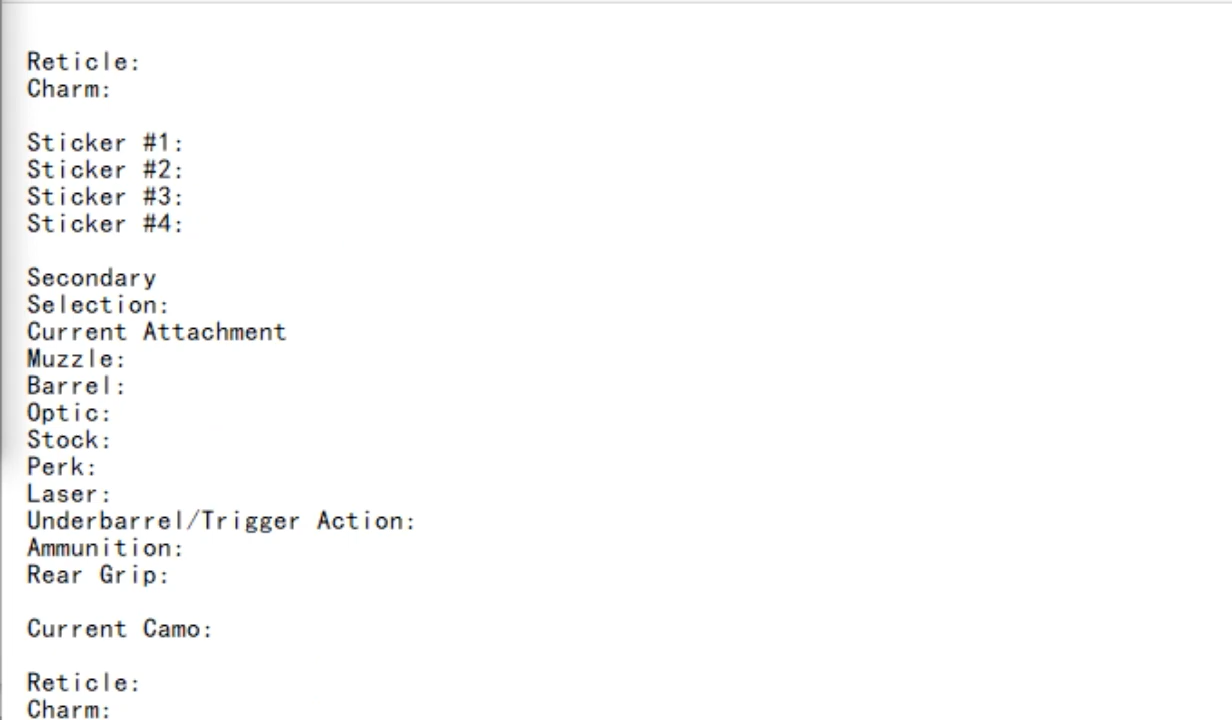 Reticle:
Charm:
Sticker #1:
Sticker #2:
Sticker #3:
Sticker #4:
Secondary
Selection:
Current Attachment
Muzzle:
Barrel:
Optic:
Stock:
Perk:
Laser:
Underbarrel/Trigger Action:
Ammunition:
Rear Grip:
Current Camo:
Reticle:
Charm: